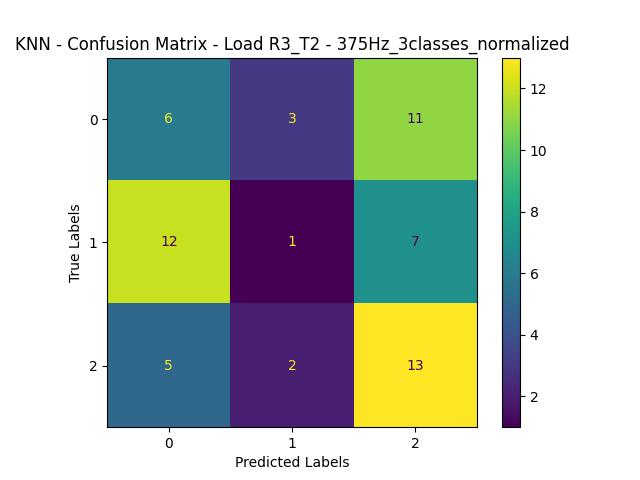 KNN - Confusion Matrix - Load R3_T2 - 375Hz_3classes_normalized
0 6 3 11
1 12 1 7
2 5 2 13
0 1 2
Predicted Labels
True Labels
12
10
8
6
4
2